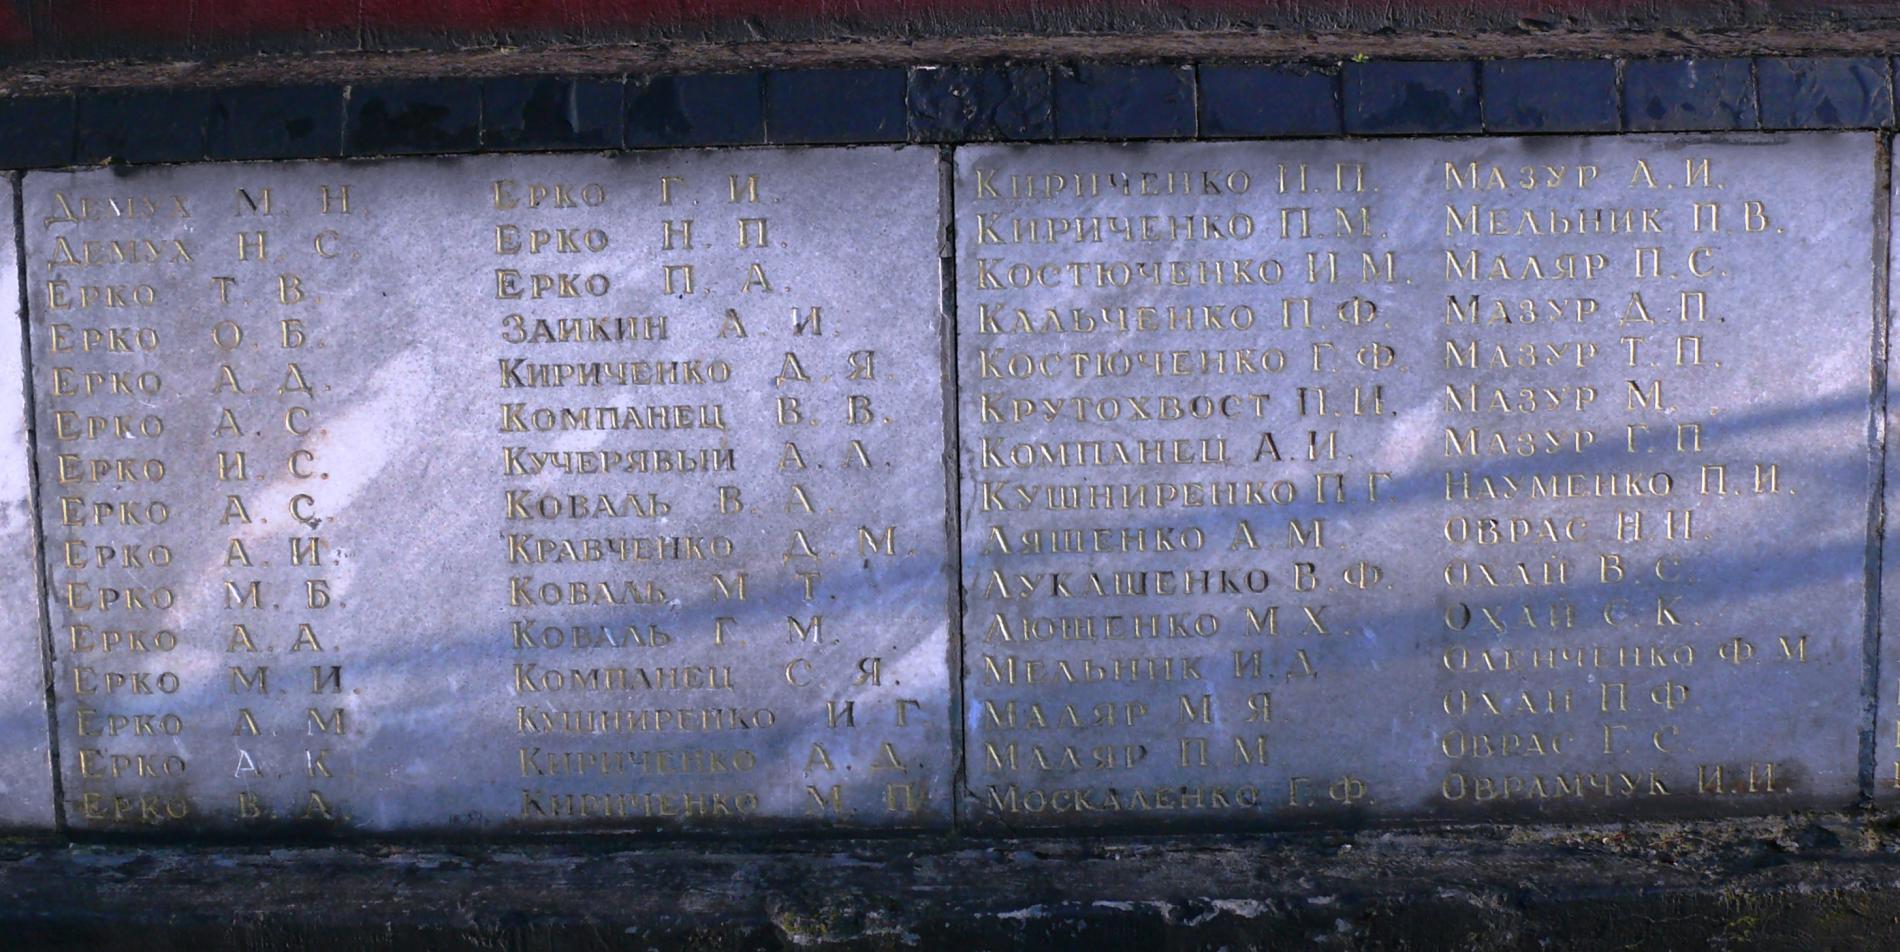 Демух М. Н.
Демух Н. С.
Ерко Т. В.
Ерко О. Б.
Ерко А. Д.
Ерко А. С.
Ерко И. С.
Ерко А. С.
Ерко А. И.
Ерко М. Б.
Ерко А. А.
Ерко М. И.
Ерко А. М.
Ерко А. К.
Ерко В. А.
Ерко Г. И.
Ерко Н. П.
Ерко П. А.
Заикин А. И.
Кириченко Д. Я.
Компанец В. В.
Кучерявый А. А.
Коваль В. А.
Кравченко Д. М.
Коваль М. Т.
Коваль Г. М.
Компанец С. Я.
Кушниренко И. Г.
Кириченко А. Д.
Кириченко М. П.
Кириченко И.П.
Кириченко П.М.
Костюченко И.М.
Кальченко П.Ф.
Костюченко Г.Ф.
Крутохвост П.И.
Компанец А.И.
Кушниренко П.Г.
Ляшенко А.М.
Лукашенко В.Ф.
Лющенко М.Х.
Мельник И.Д.
Маляр М.Я.
Маляр П.М.
Москаленко Г.Ф.
Мазур А.И.
Мельник П.В.
Маляр П.С.
Мазур Д.П.
Мазур Т.П.
Мазур М.
Мазур Г.П.
Науменко П.И.
Оврас Н.И.
Охай В.С.
Охай С.К.
Оленченко Ф.М.
Охай П.Ф.
Оврас Г.С.
Оврамчук И.И.